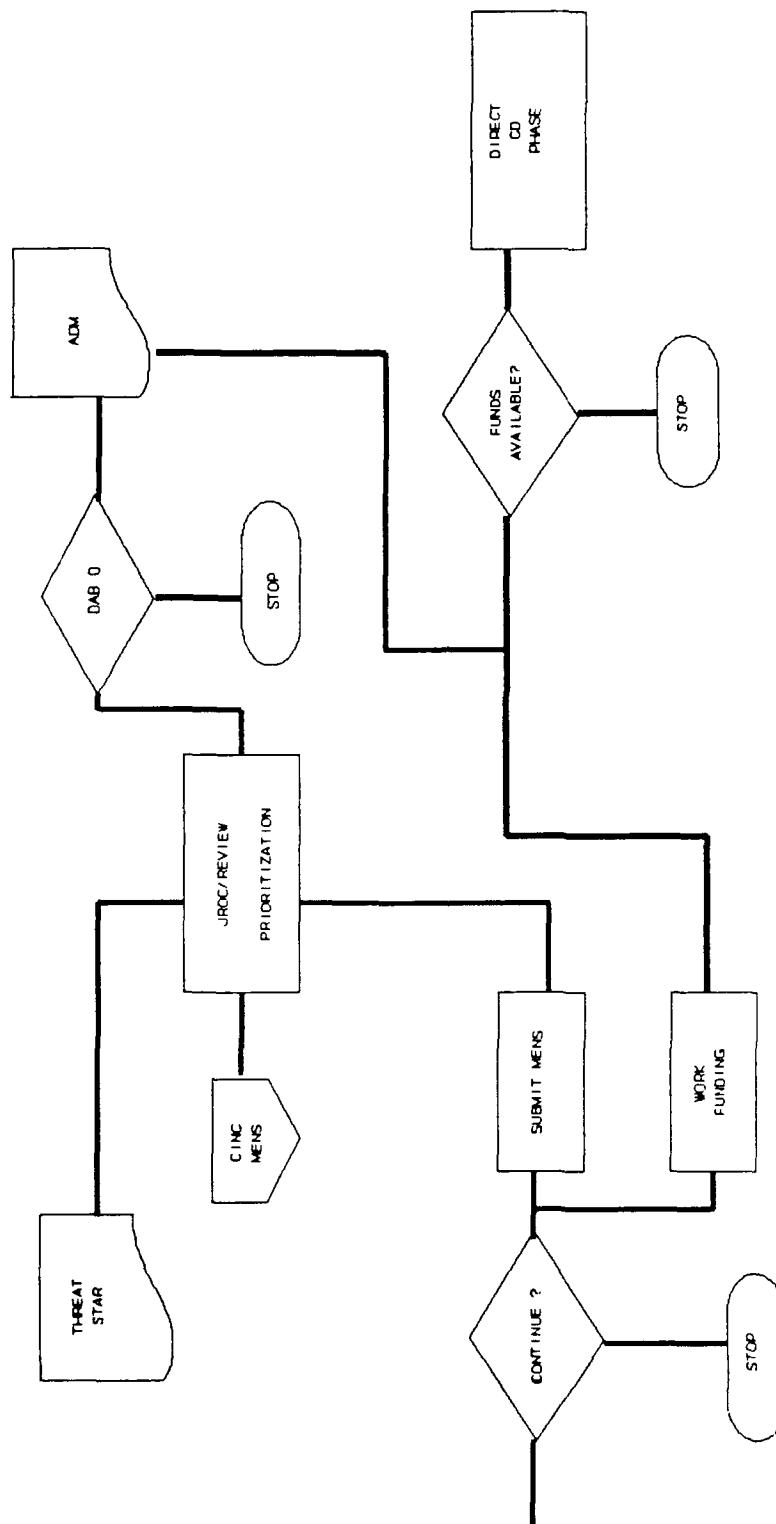 THREAT
STAR
DAB 0
ADM
CINC
MENS
JROC/REVIEW
PRIORITIZATION
STOP
CONTINUE ?
SUBMIT MENS
FUNDS
AVAILABLE?
DIRECT
CD
PHASE
WORK
FUNDING
STOP
STOP